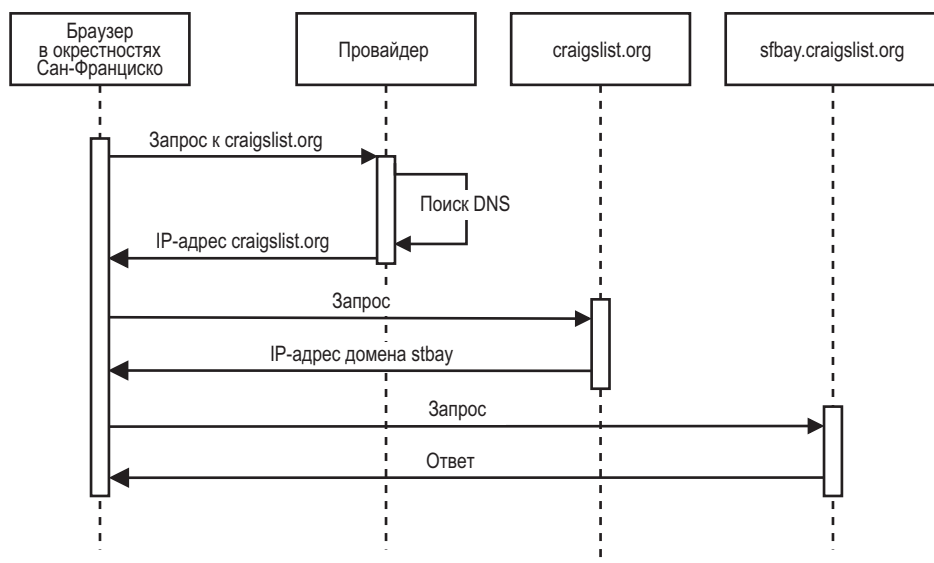 Браузер
в окрестностях
Сан-Франциско
Провайдер
craigslist.org
sfbay.craigslist.org
Запрос к craigslist.org
Поиск DNS
IP-адрес craigslist.org
Запрос
IP-адрес домена stbay
Запрос
Ответ